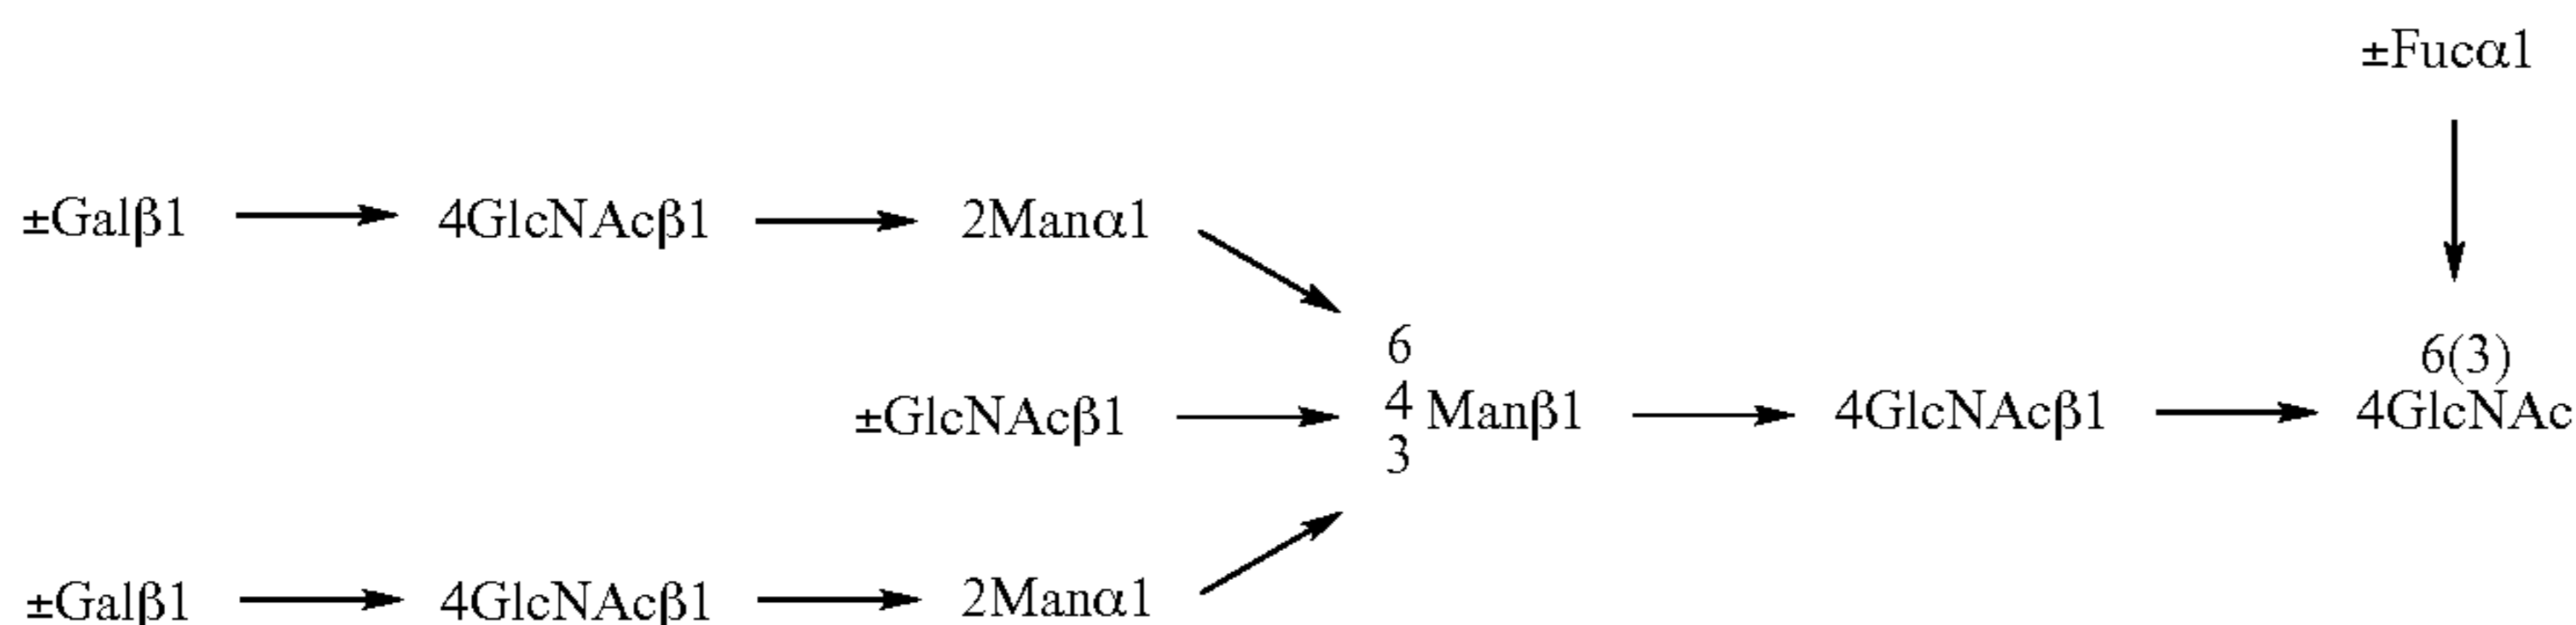 ±Fucα1
±Galβ1 → 4GlcNAcβ1 → 2Manα1
6
6(3)
±GlcNAcβ1 → 4 Manβ1 → 4GlcNAcβ1 → 4GlcNAc
3
±Galβ1 → 4GlcNAcβ1 → 2Manα1